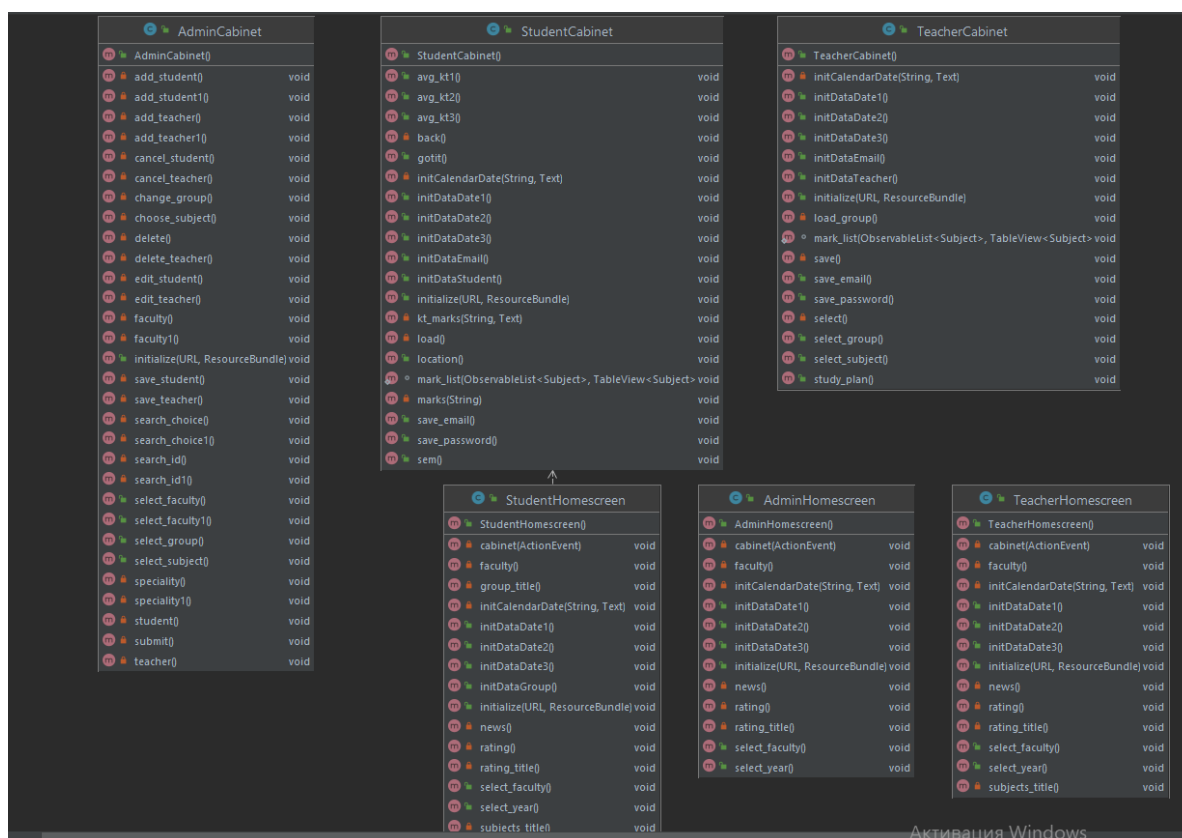 AdminCabinet
AdminCabinet()
add_student() void
add_student1() void
add_teacher() void
add_teacher1() void
cancel_student() void
cancel_teacher() void
change_group() void
choose_subject() void
delete() void
delete_teacher() void
edit_student() void
edit_teacher() void
faculty() void
faculty1() void
initialize(URL, ResourceBundle) void
save_student() void
save_teacher() void
search_choice() void
search_choice1() void
search_id() void
search_id1() void
select_faculty() void
select_faculty1() void
select_group() void
select_subject() void
speciality() void
speciality1() void
student() void
submit() void
teacher() void
StudentCabinet
StudentCabinet()
avg_kt1() void
avg_kt2() void
avg_kt3() void
back() void
gotit() void
initCalendarDate(String, Text) void
initDataDate1() void
initDataDate2() void
initDataDate3() void
initDataEmail() void
initDataStudent() void
initialize(URL, ResourceBundle) void
kt_marks(String, Text) void
load() void
location() void
mark_list(ObservableList<Subject>, TableView<Subject> void
marks(String) void
save_email() void
save_password() void
sem() void
TeacherCabinet
TeacherCabinet()
initCalendarDate(String, Text) void
initDataDate1() void
initDataDate2() void
initDataDate3() void
initDataEmail() void
initDataTeacher() void
initialize(URL, ResourceBundle) void
load_group() void
mark_list(ObservableList<Subject>, TableView<Subject> void
save() void
save_email() void
save_password() void
select() void
select_group() void
select_subject() void
study_plan() void
StudentHomescreen
StudentHomescreen()
cabinet(ActionEvent) void
faculty() void
group_title() void
initCalendarDate(String, Text) void
initDataDate1() void
initDataDate2() void
initDataDate3() void
initDataGroup() void
initialize(URL, ResourceBundle) void
news() void
rating() void
rating_title() void
select_faculty() void
select_year() void
subjects_title() void
AdminHomescreen
AdminHomescreen()
cabinet(ActionEvent) void
faculty() void
initCalendarDate(String, Text) void
initDataDate1() void
initDataDate2() void
initDataDate3() void
initialize(URL, ResourceBundle) void
news() void
rating() void
rating_title() void
select_faculty() void
select_year() void
TeacherHomescreen
TeacherHomescreen()
cabinet(ActionEvent) void
faculty() void
initCalendarDate(String, Text) void
initDataDate1() void
initDataDate2() void
initDataDate3() void
initialize(URL, ResourceBundle) void
news() void
rating() void
rating_title() void
select_faculty() void
select_year() void
subjects_title() void
Активация Windows